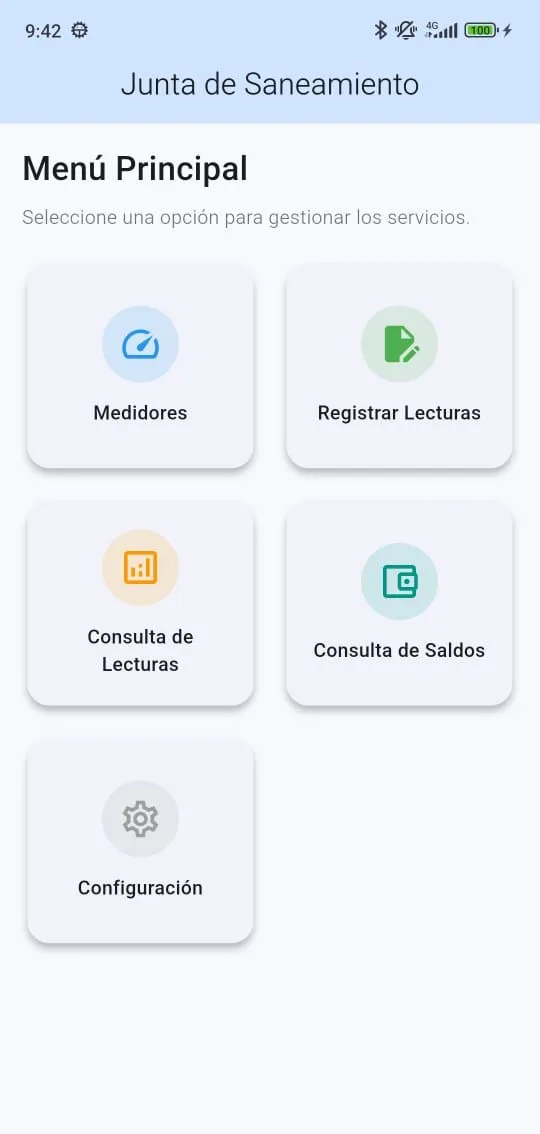 9:42
4G
100
Junta de Saneamiento
Menú Principal
Seleccione una opción para gestionar los servicios.
Medidores
Registrar Lecturas
Consulta de
Lecturas
Consulta de Saldos
Configuración